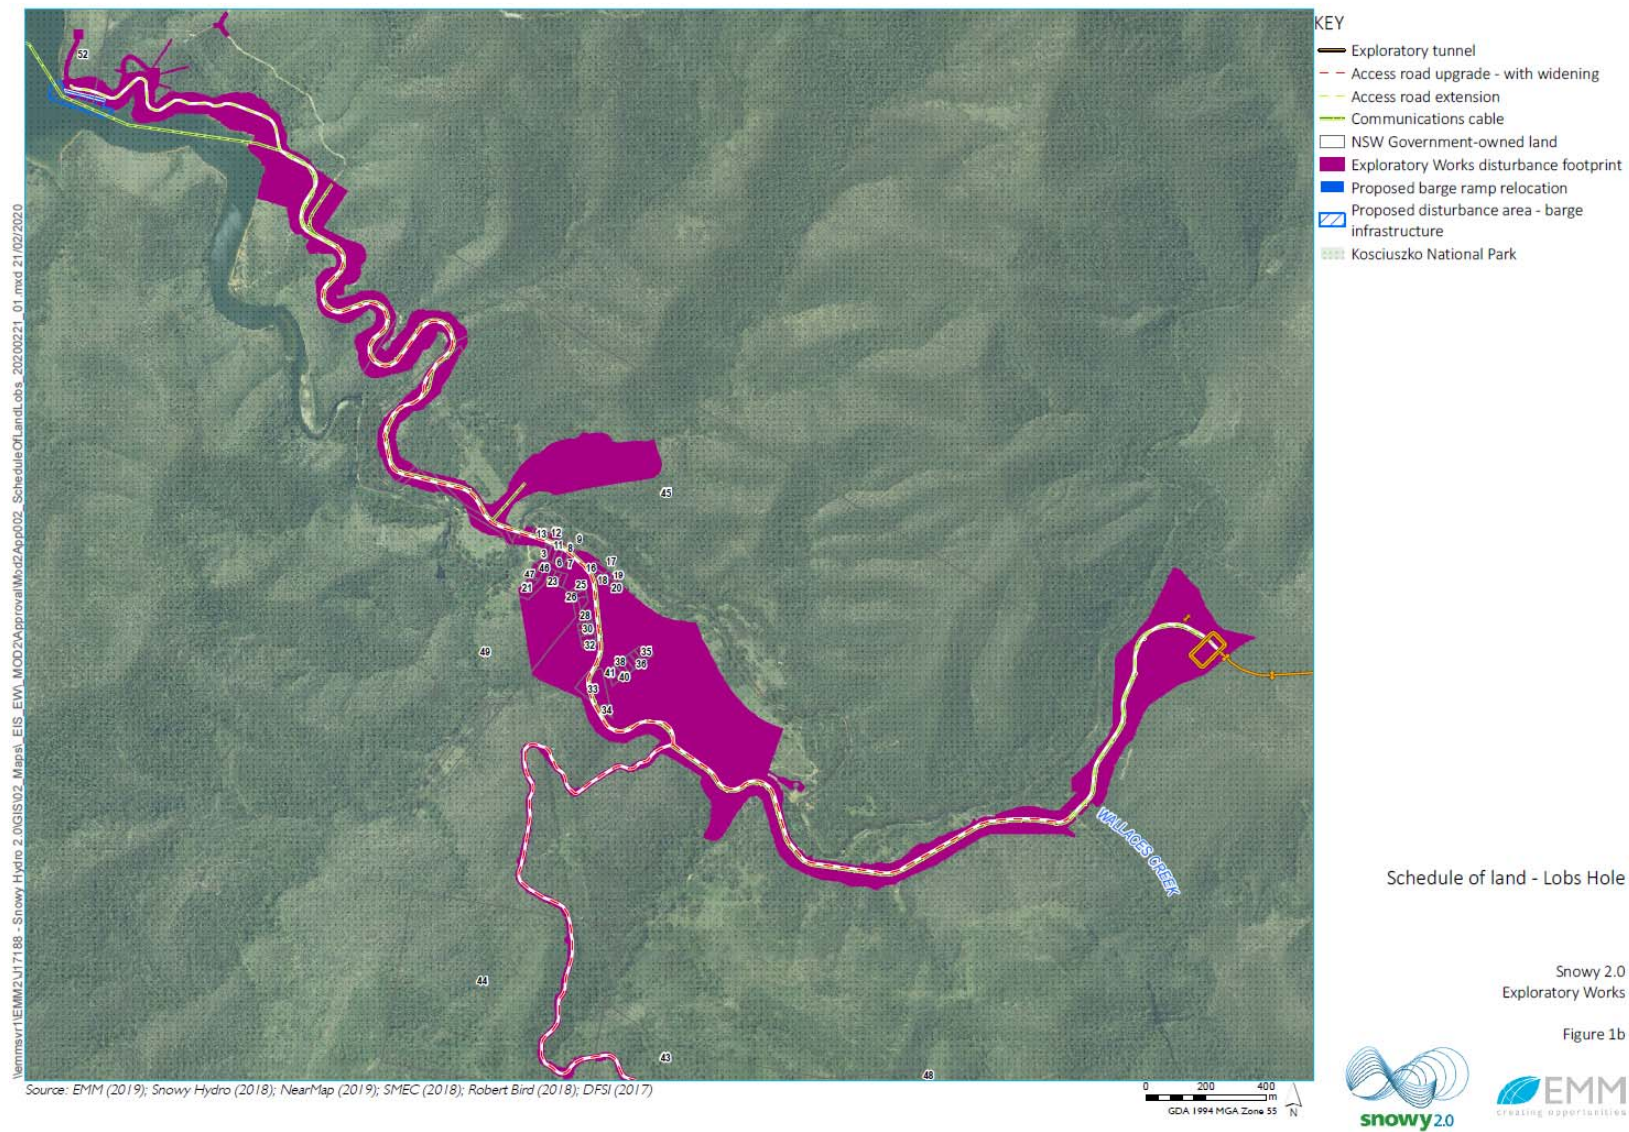 52
45
13 12
9
11 8
3
6 7
17
46
16
47
19
23
18
21
25
20
26
28
30
32
49
35
38
36
41
40
33
34
WALLACES CREEK
44
43
48
KEY
Exploratory tunnel
Access road upgrade - with widening
Access road extension
Communications cable
NSW Government-owned land
Exploratory Works disturbance footprint
Proposed barge ramp relocation
Proposed disturbance area - barge
infrastructure
Kosciuszko National Park
Schedule of land - Lobs Hole
Snowy 2.0
Exploratory Works
Figure 1b
snowy2.0
EMM
creating opportunities
Source: EMM (2019); Snowy Hydro (2018); NearMap (2019); SMEC (2018); Robert Bird (2018); DFSI (2017)
0 200 400
m
GDA 1994 MGA Zone 55
N